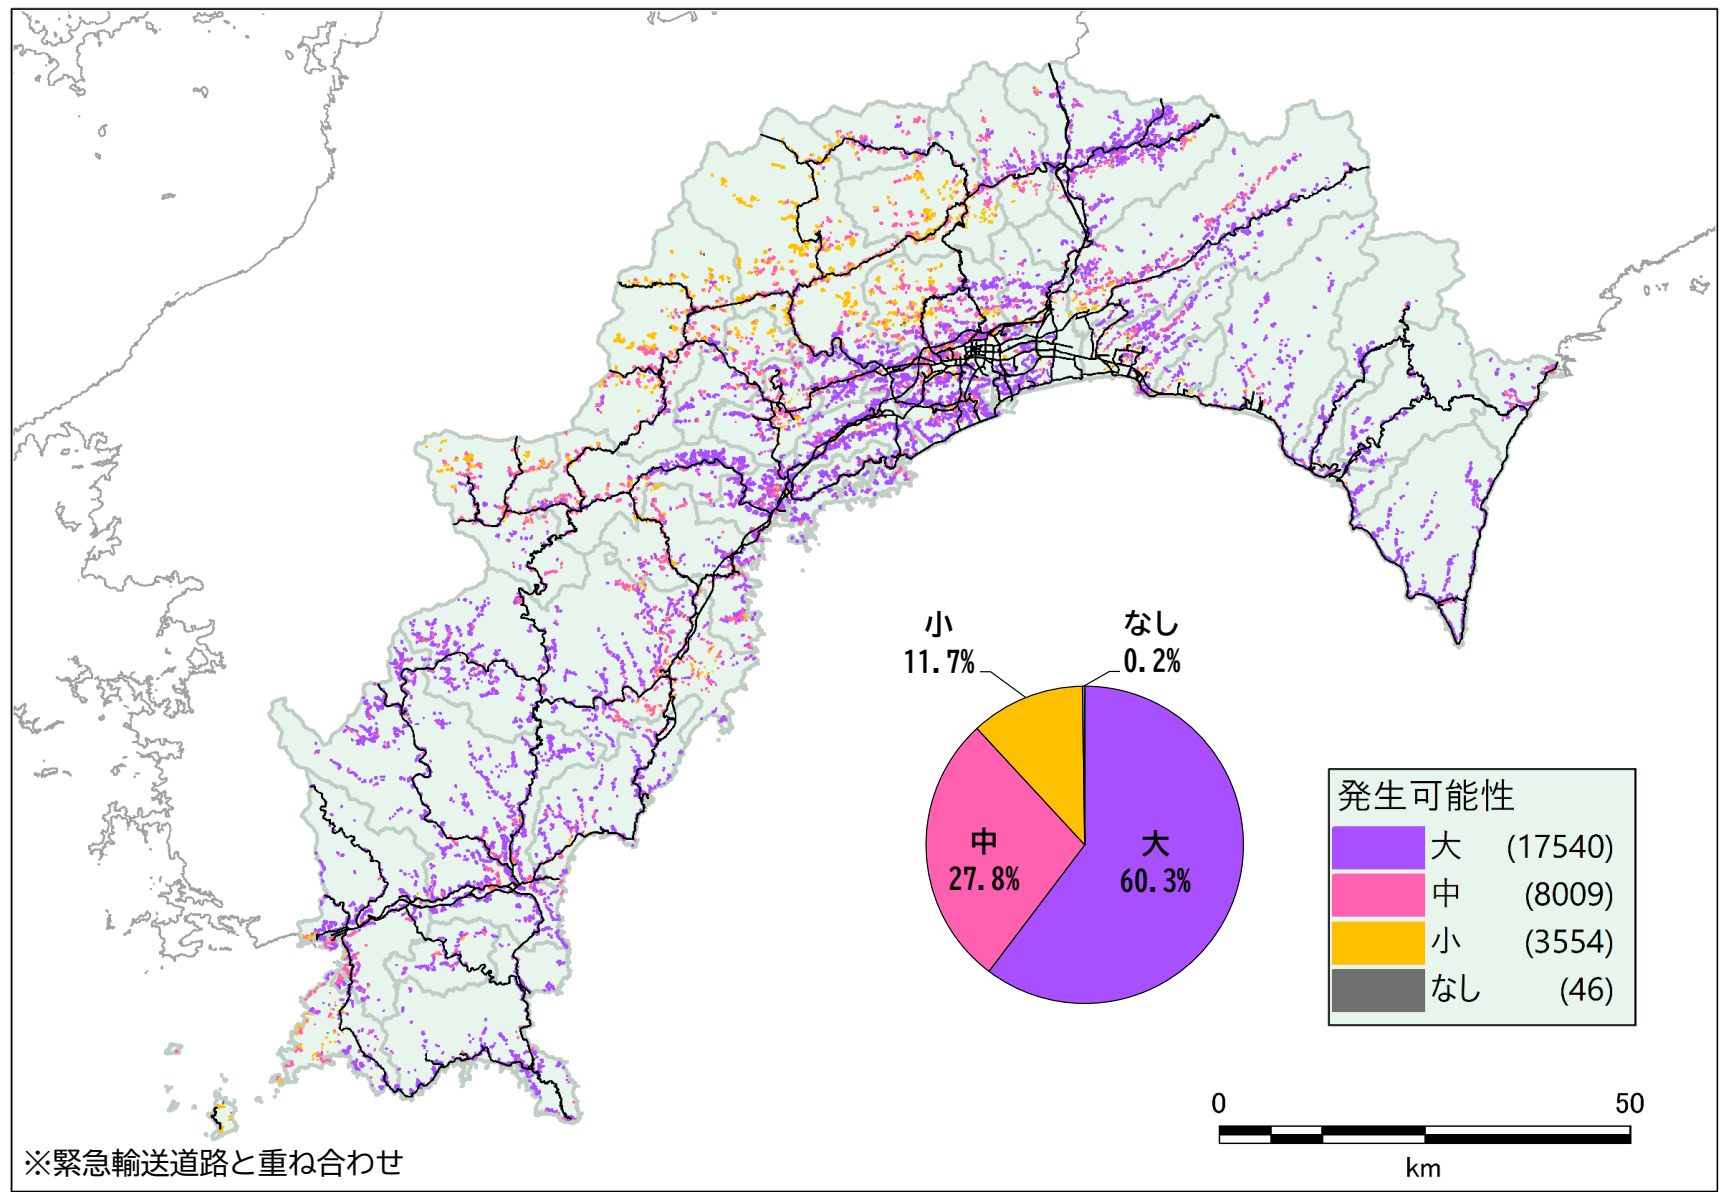 小
11.7%
なし
0.2%
中
27.8%
大
60.3%
発生可能性
大 (17540)
中 (8009)
小 (3554)
なし (46)
0 50
km
※緊急輸送道路と重ね合わせ